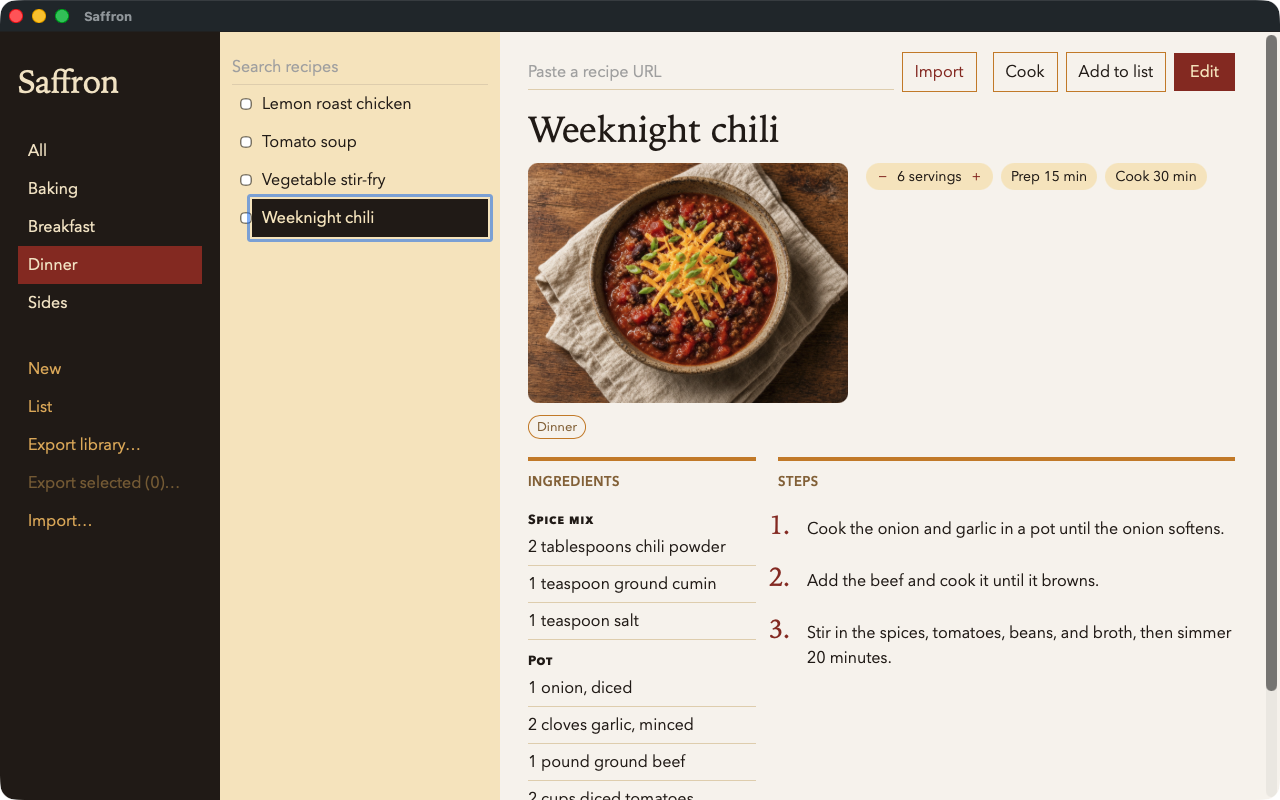 Saffron
Saffron
All
Baking
Breakfast
Dinner
Sides
New
List
Export library…
Export selected (0)…
Import…
Search recipes
Lemon roast chicken
Tomato soup
Vegetable stir-fry
Weeknight chili
Paste a recipe URL
Import
Cook
Add to list
Edit
Weeknight chili
− 6 servings +
Prep 15 min
Cook 30 min
Dinner
INGREDIENTS
Spice mix
2 tablespoons chili powder
1 teaspoon ground cumin
1 teaspoon salt
Pot
1 onion, diced
2 cloves garlic, minced
1 pound ground beef
2 cups diced tomatoes
STEPS
1. Cook the onion and garlic in a pot until the onion softens.
2. Add the beef and cook it until it browns.
3. Stir in the spices, tomatoes, beans, and broth, then simmer
20 minutes.